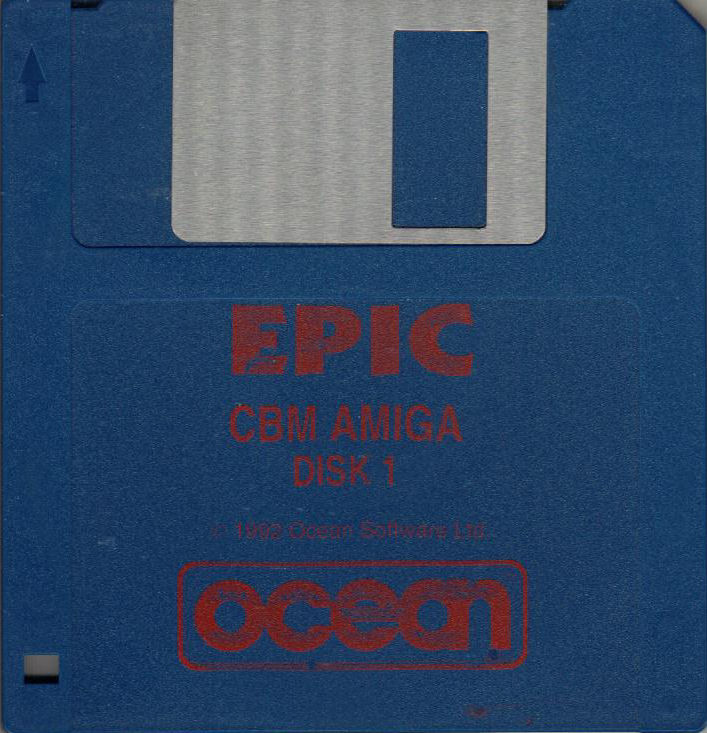 EPIC
CBM AMIGA
DISK 1
© 1992 Ocean Software Ltd
ocean